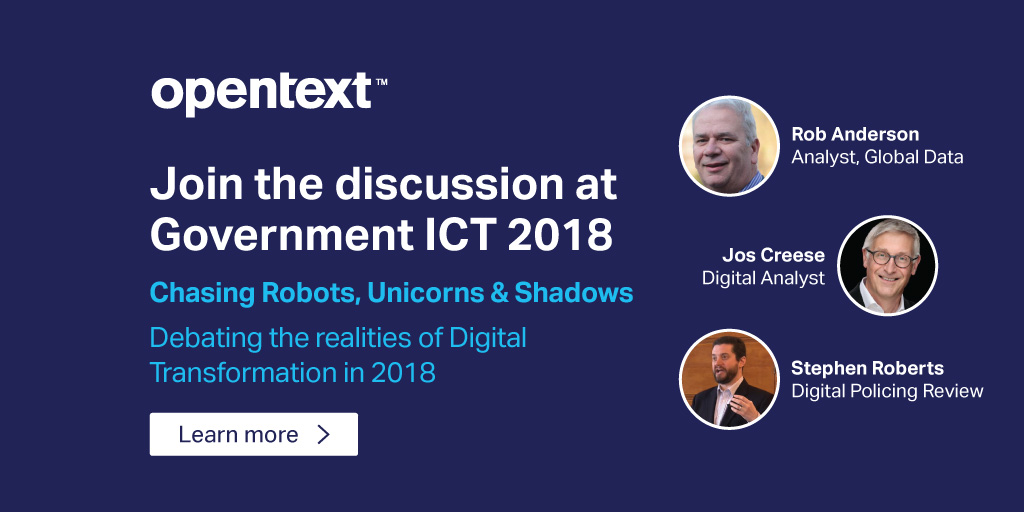 opentext™
Join the discussion at
Government ICT 2018
Chasing Robots, Unicorns & Shadows
Debating the realities of Digital
Transformation in 2018
Learn more
Rob Anderson
Analyst, Global Data
Jos Creese
Digital Analyst
Stephen Roberts
Digital Policing Review